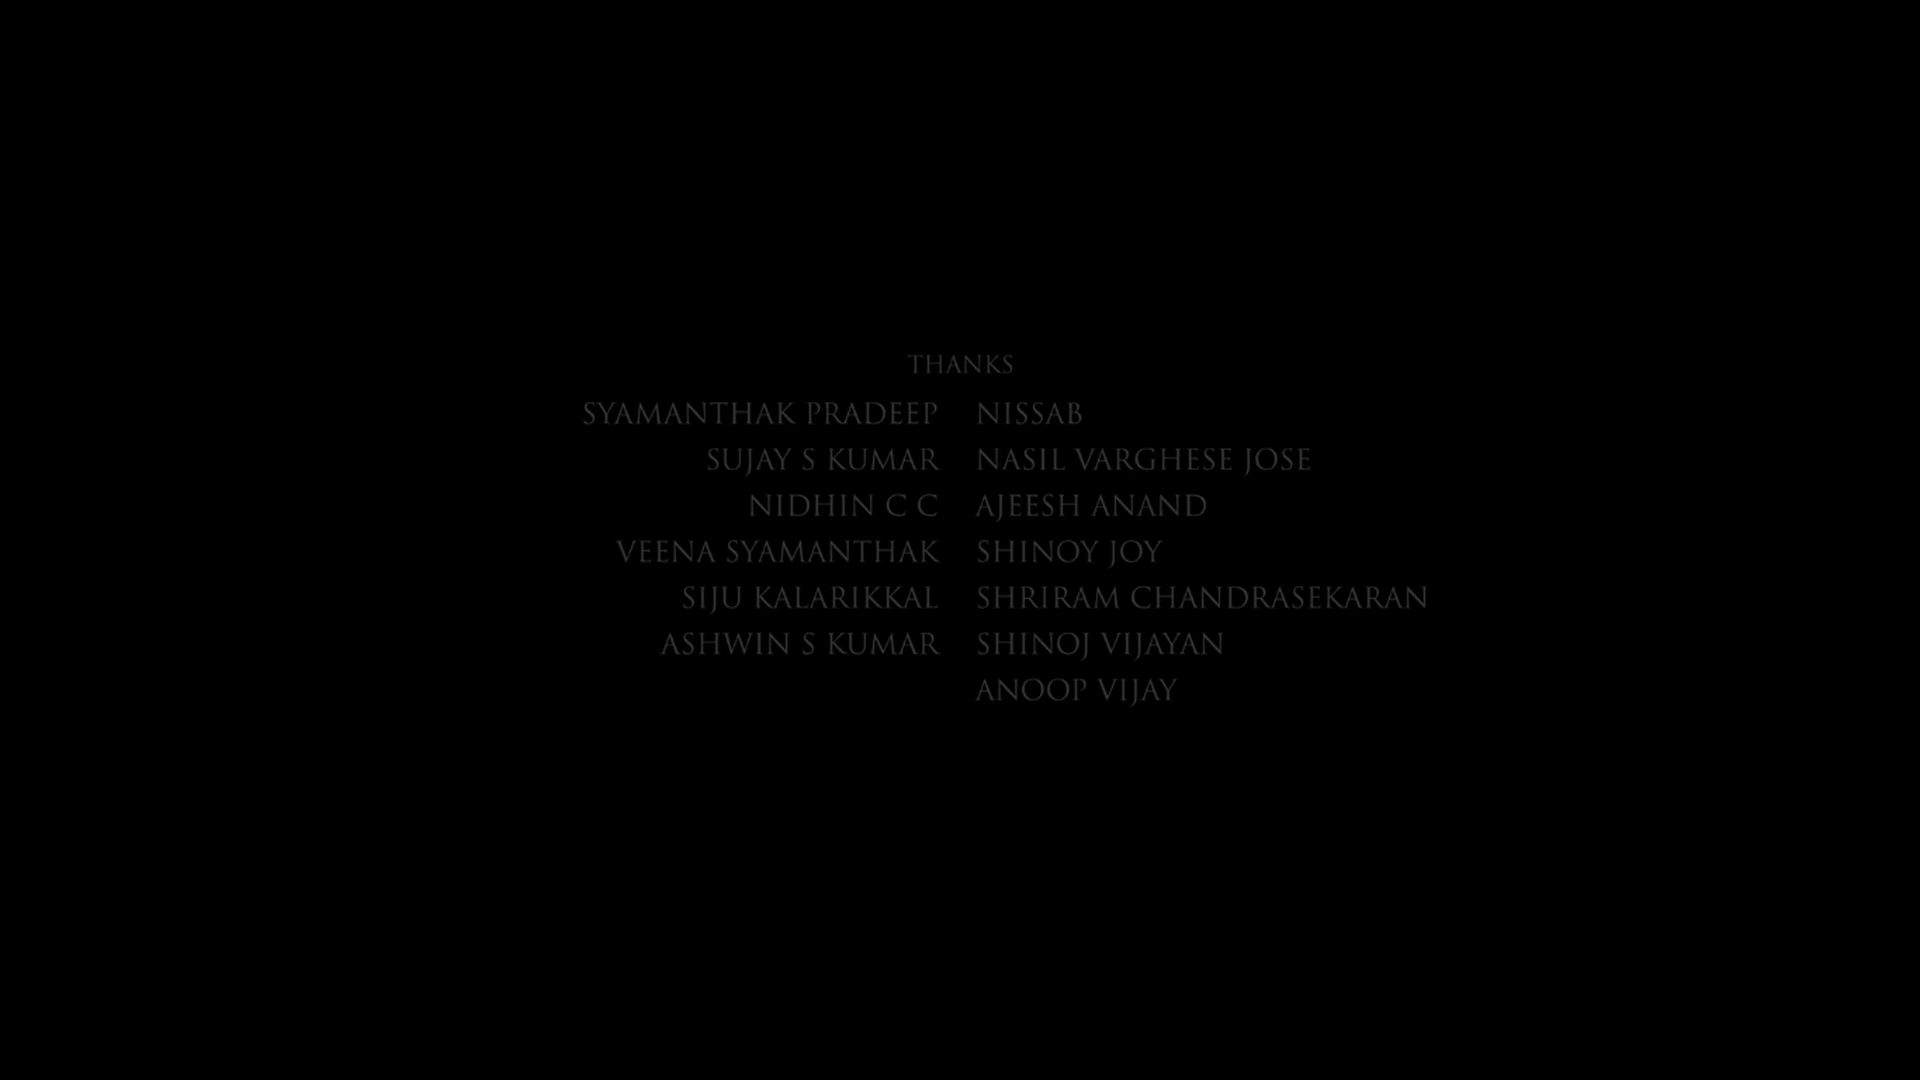 THANKS
SYAMANTHAK PRADEEP NISSAB
SUJAY S KUMAR NASIL VARGHESE JOSE
NIDHIN C C AJEESH ANAND
VEENA SYAMANTHAK SHINOY JOY
SIJU KALARIKKAL SHRIRAM CHANDRASEKARAN
ASHWIN S KUMAR SHINOJ VIJAYAN
ANOOP VIJAY